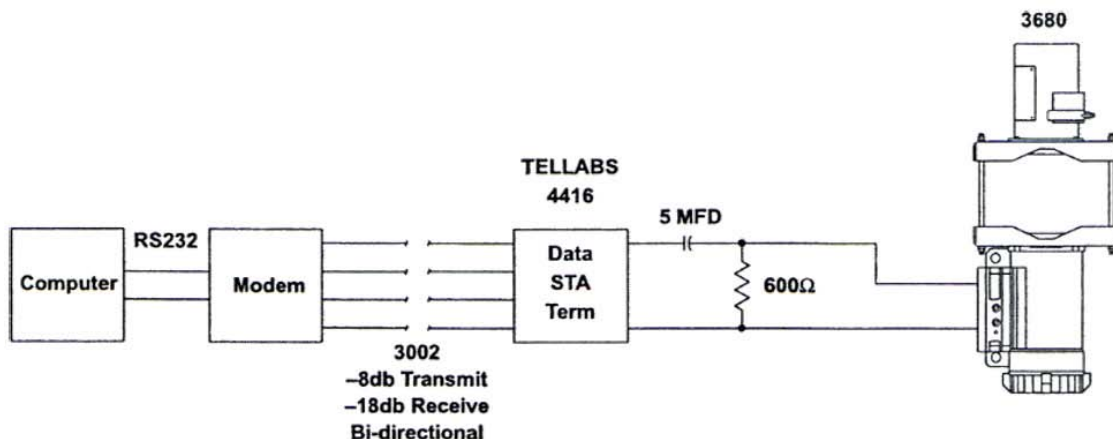 3680
TELLABS
4416
5 MFD
RS232
Computer
Modem
Data
STA
Term
600Ω
3002
–8db Transmit
–18db Receive
Bi-directional